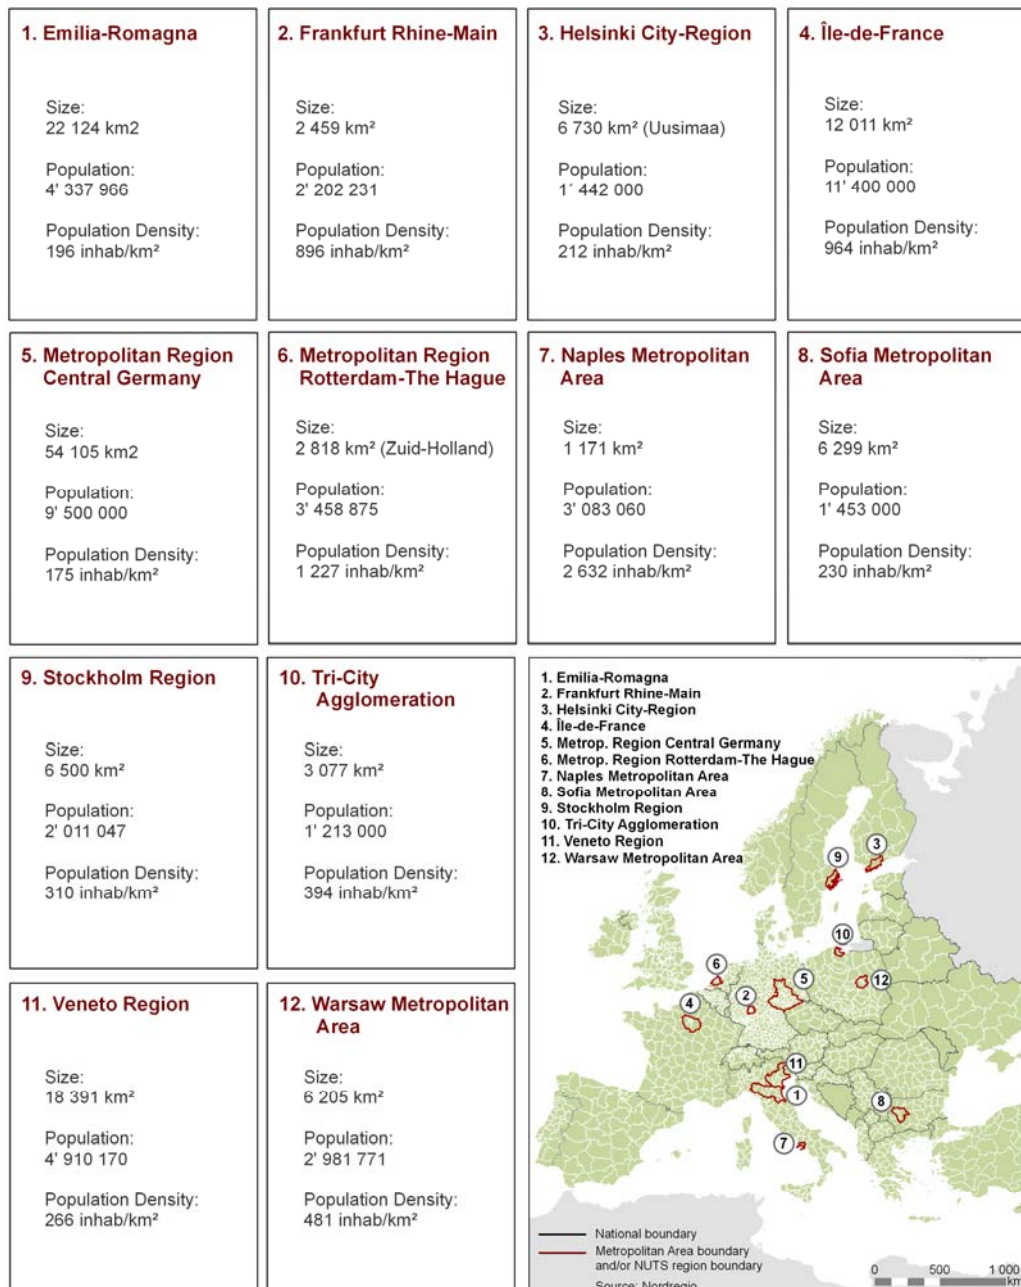 1. Emilia-Romagna
Size:
22 124 km2
Population:
4' 337 966
Population Density:
196 inhab/km²
2. Frankfurt Rhine-Main
Size:
2 459 km²
Population:
2' 202 231
Population Density:
896 inhab/km²
3. Helsinki City-Region
Size:
6 730 km² (Uusimaa)
Population:
1´ 442 000
Population Density:
212 inhab/km²
4. Île-de-France
Size:
12 011 km²
Population:
11' 400 000
Population Density:
964 inhab/km²
5. Metropolitan Region
Central Germany
Size:
54 105 km2
Population:
9' 500 000
Population Density:
175 inhab/km²
6. Metropolitan Region
Rotterdam-The Hague
Size:
2 818 km² (Zuid-Holland)
Population:
3' 458 875
Population Density:
1 227 inhab/km²
7. Naples Metropolitan
Area
Size:
1 171 km²
Population:
3' 083 060
Population Density:
2 632 inhab/km²
8. Sofia Metropolitan
Area
Size:
6 299 km²
Population:
1' 453 000
Population Density:
230 inhab/km²
9. Stockholm Region
Size:
6 500 km²
Population:
2' 011 047
Population Density:
310 inhab/km²
10. Tri-City
Agglomeration
Size:
3 077 km²
Population:
1' 213 000
Population Density:
394 inhab/km²
11. Veneto Region
Size:
18 391 km²
Population:
4' 910 170
Population Density:
266 inhab/km²
12. Warsaw Metropolitan
Area
Size:
6 205 km²
Population:
2' 981 771
Population Density:
481 inhab/km²
1. Emilia-Romagna
2. Frankfurt Rhine-Main
3. Helsinki City-Region
4. Île-de-France
5. Metrop. Region Central Germany
6. Metrop. Region Rotterdam-The Hague
7. Naples Metropolitan Area
8. Sofia Metropolitan Area
9. Stockholm Region
10. Tri-City Agglomeration
11. Veneto Region
12. Warsaw Metropolitan Area
3
9
10
6
5
12
2
4
11
1
8
7
National boundary
Metropolitan Area boundary
and/or NUTS region boundary
Source: Nordregio
0 500 1 000
km